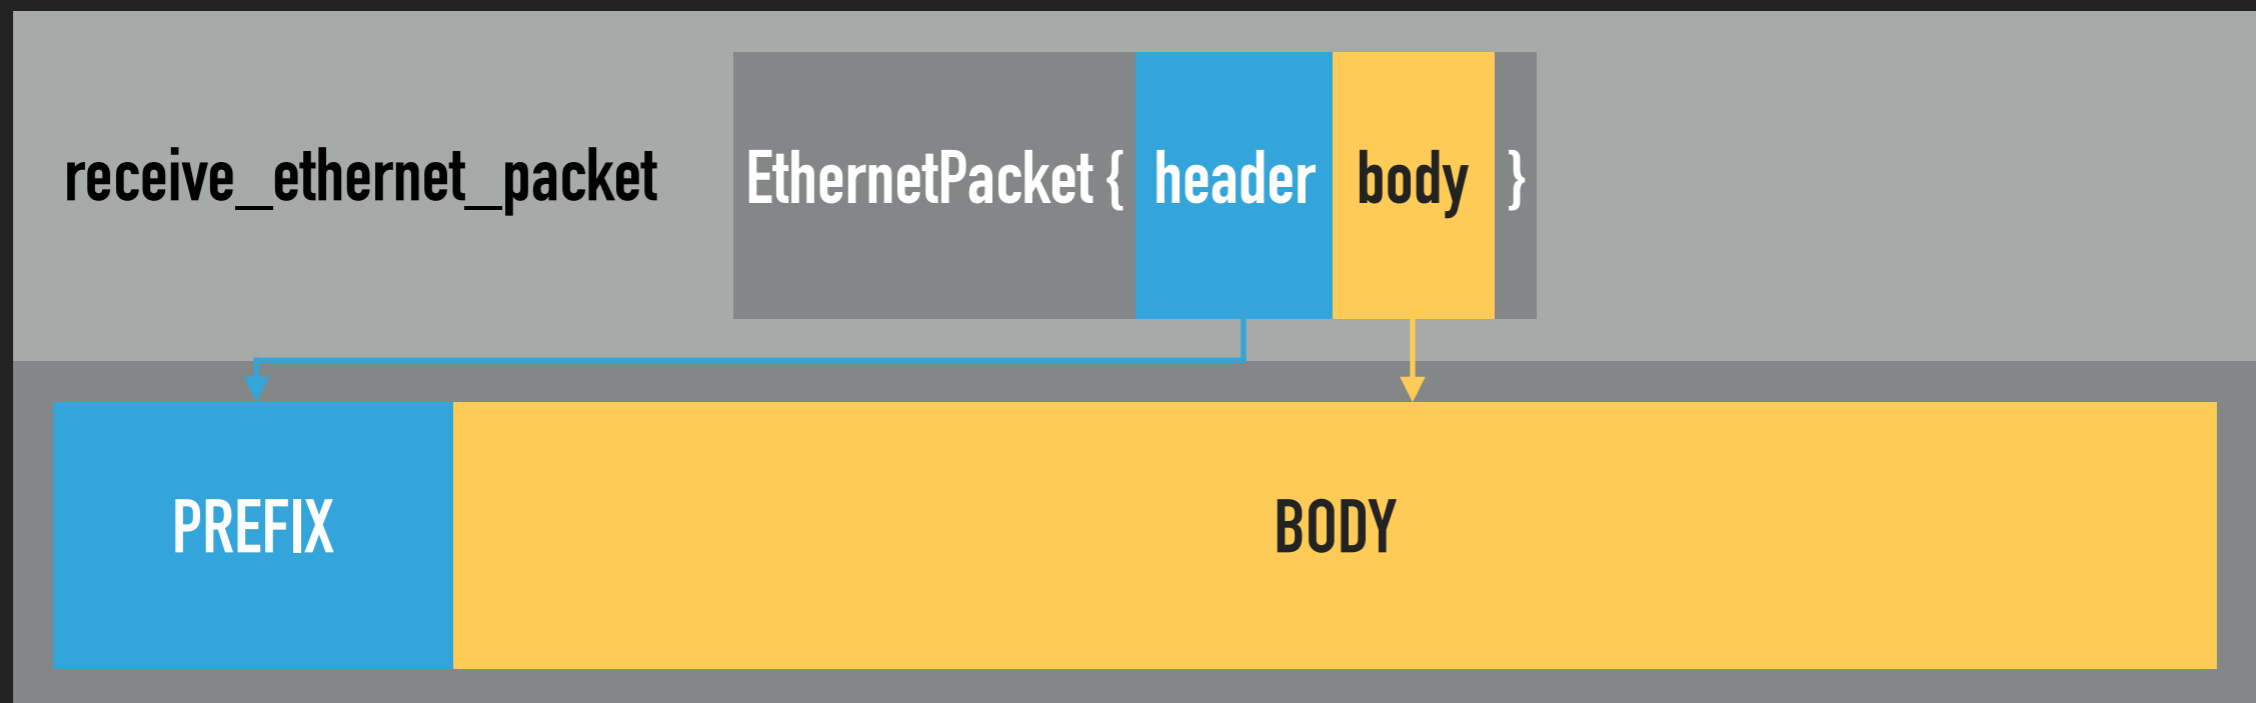 receive_ethernet_packet EthernetPacket { header body }
PREFIX BODY